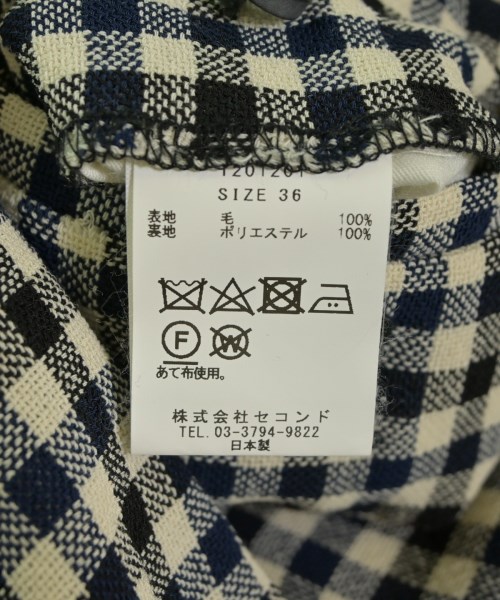 1201201
SIZE 36
表地 毛 100%
裏地 ポリエステル 100%
F W
あて布使用。
株式会社セコンド
TEL. 03-3794-9822
日本製